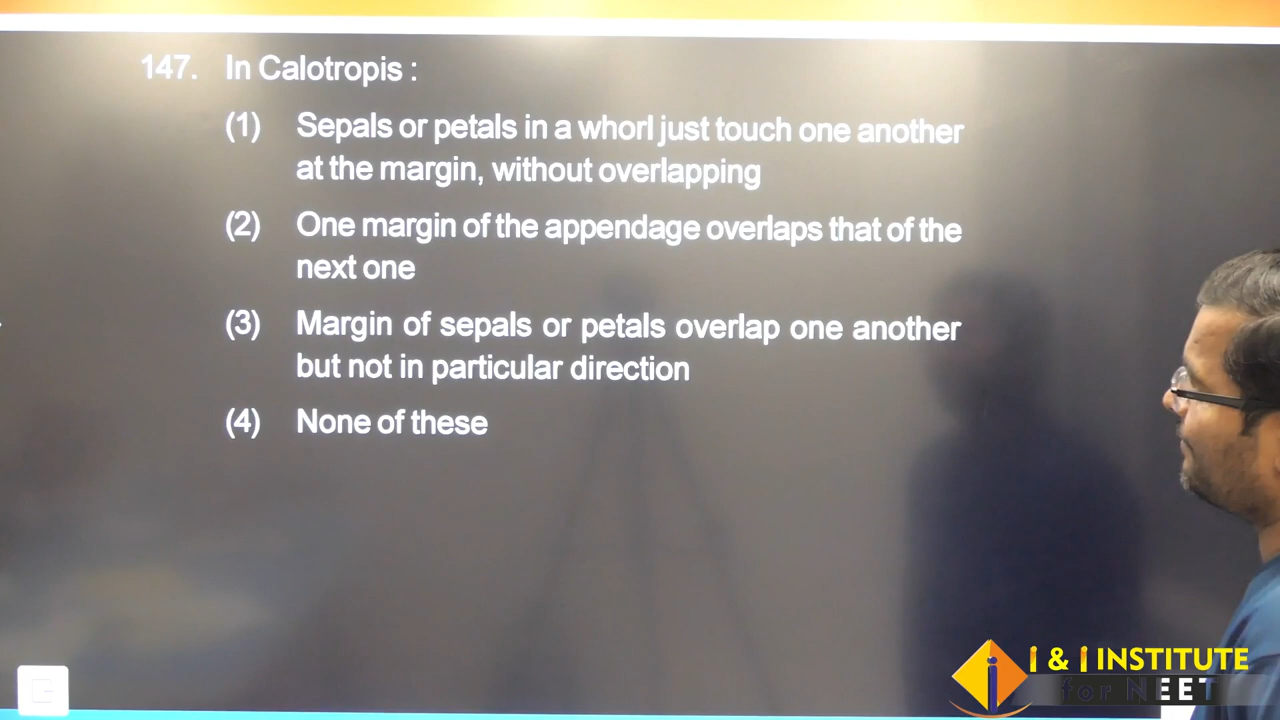 147. In Calotropis :
(1) Sepals or petals in a whorl just touch one another
at the margin, without overlapping
(2) One margin of the appendage overlaps that of the
next one
(3) Margin of sepals or petals overlap one another
but not in particular direction
(4) None of these
i & i INSTITUTE
for NEET